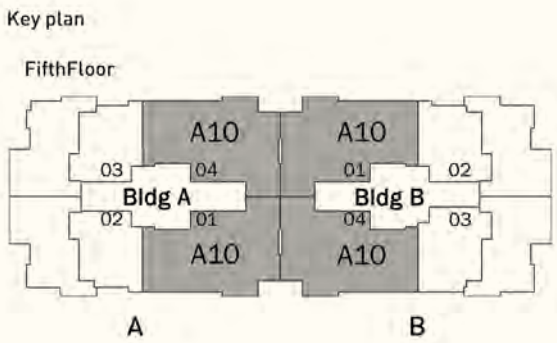 Key plan
FifthFloor
A10 A10
03 04 01 02
Bldg A Bldg B
02 01 04 03
A10 A10
A B